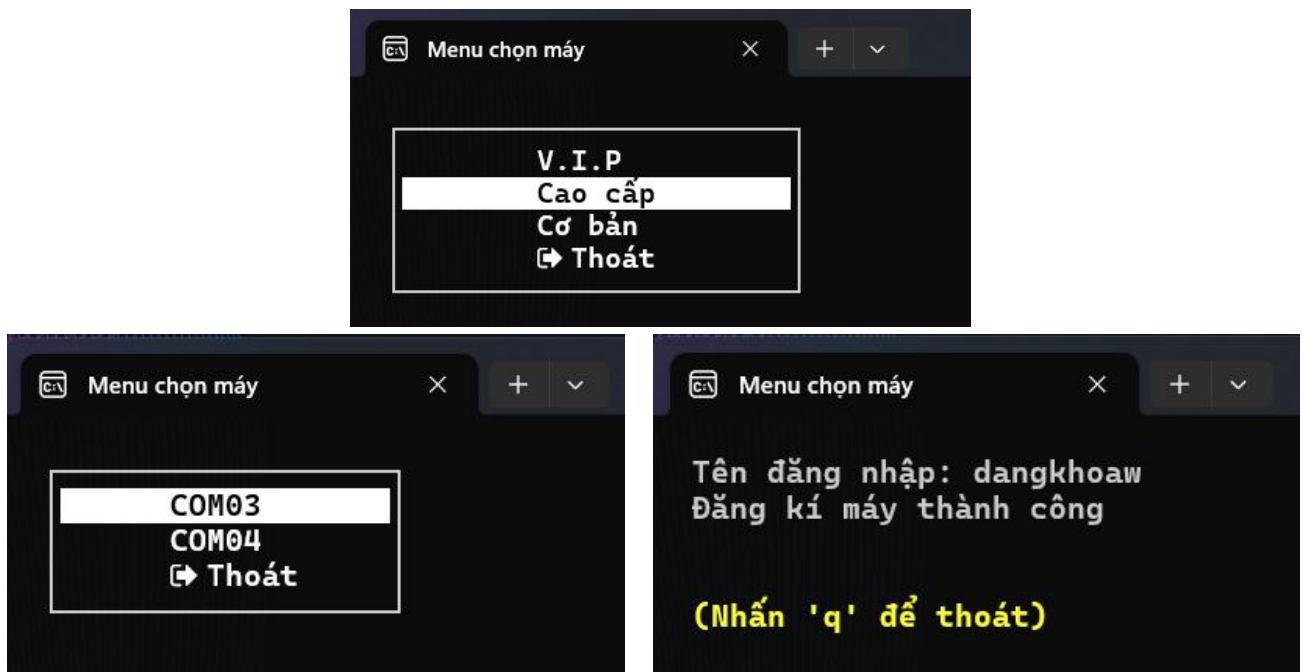 Menu chọn máy
V.I.P
Cao cấp
Cơ bản
Thoát
Menu chọn máy
COM03
COM04
Thoát
Menu chọn máy
Tên đăng nhập: dangkhoaw
Đăng kí máy thành công
(Nhấn 'q' để thoát)